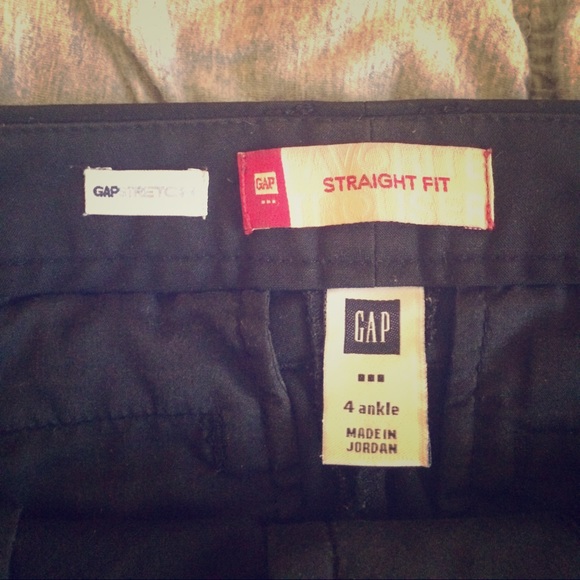 GAPSTRETCH
GAP
STRAIGHT FIT
GAP
4 ankle
MADE IN
JORDAN